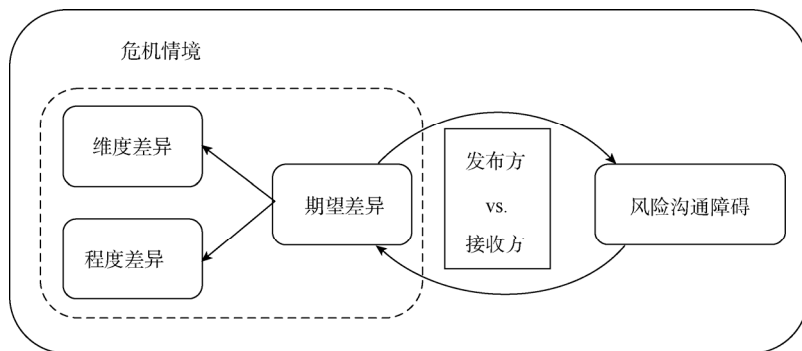 危机情境
维度差异
程度差异
期望差异
发布方
vs.
接收方
风险沟通障碍